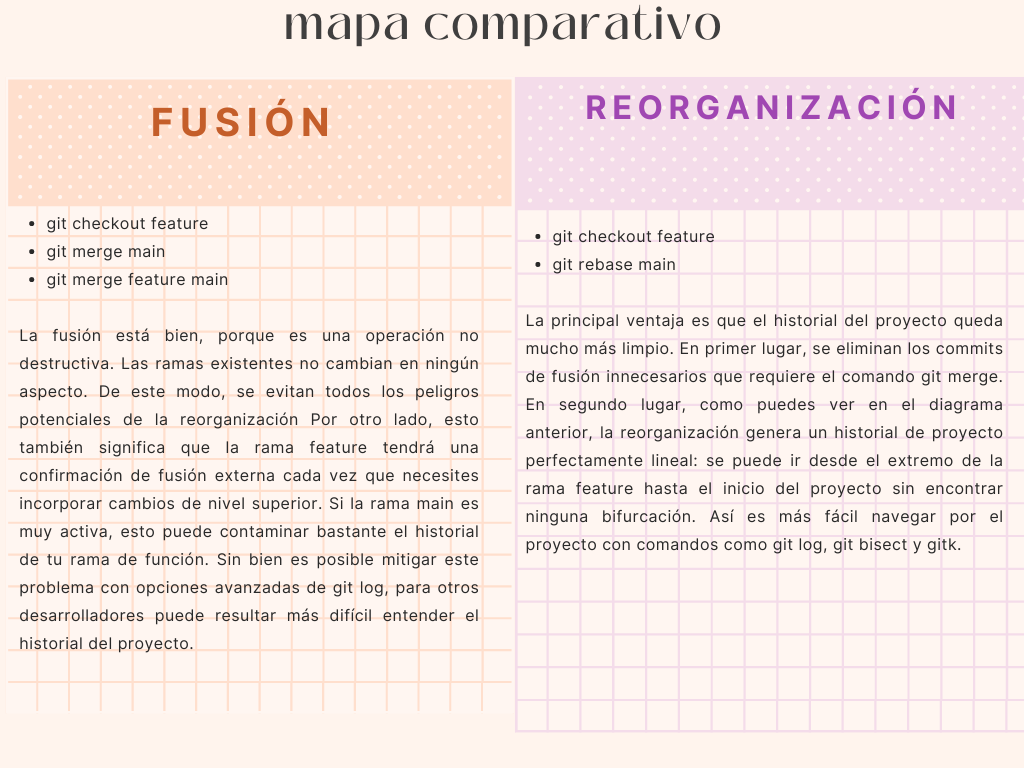 mapa comparativo
FUSIÓN
• git checkout feature
• git merge main
• git merge feature main
La fusión está bien, porque es una operación no
destructiva. Las ramas existentes no cambian en ningún
aspecto. De este modo, se evitan todos los peligros
potenciales de la reorganización Por otro lado, esto
también significa que la rama feature tendrá una
confirmación de fusión externa cada vez que necesites
incorporar cambios de nivel superior. Si la rama main es
muy activa, esto puede contaminar bastante el historial
de tu rama de función. Sin bien es posible mitigar este
problema con opciones avanzadas de git log, para otros
desarrolladores puede resultar más difícil entender el
historial del proyecto.
REORGANIZACIÓN
• git checkout feature
• git rebase main
La principal ventaja es que el historial del proyecto queda
mucho más limpio. En primer lugar, se eliminan los commits
de fusión innecesarios que requiere el comando git merge.
En segundo lugar, como puedes ver en el diagrama
anterior, la reorganización genera un historial de proyecto
perfectamente lineal: se puede ir desde el extremo de la
rama feature hasta el inicio del proyecto sin encontrar
ninguna bifurcación. Así es más fácil navegar por el
proyecto con comandos como git log, git bisect y gitk.